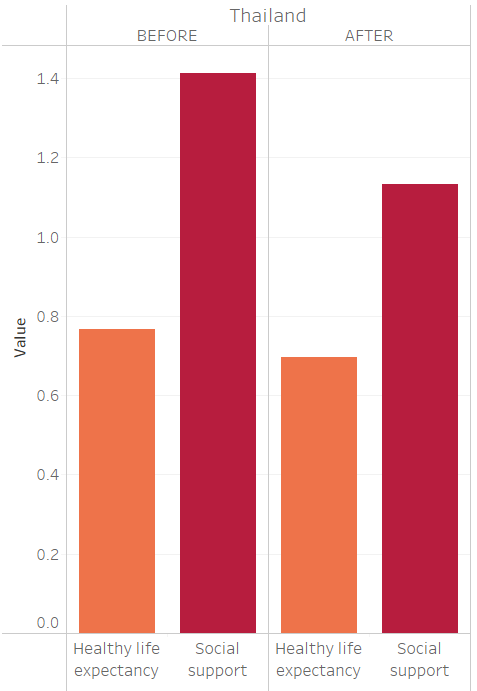 Thailand
BEFORE
AFTER
Value
1.4
1.2
1.0
0.8
0.6
0.4
0.2
0.0
Healthy life
expectancy
Social
support
Healthy life
expectancy
Social
support